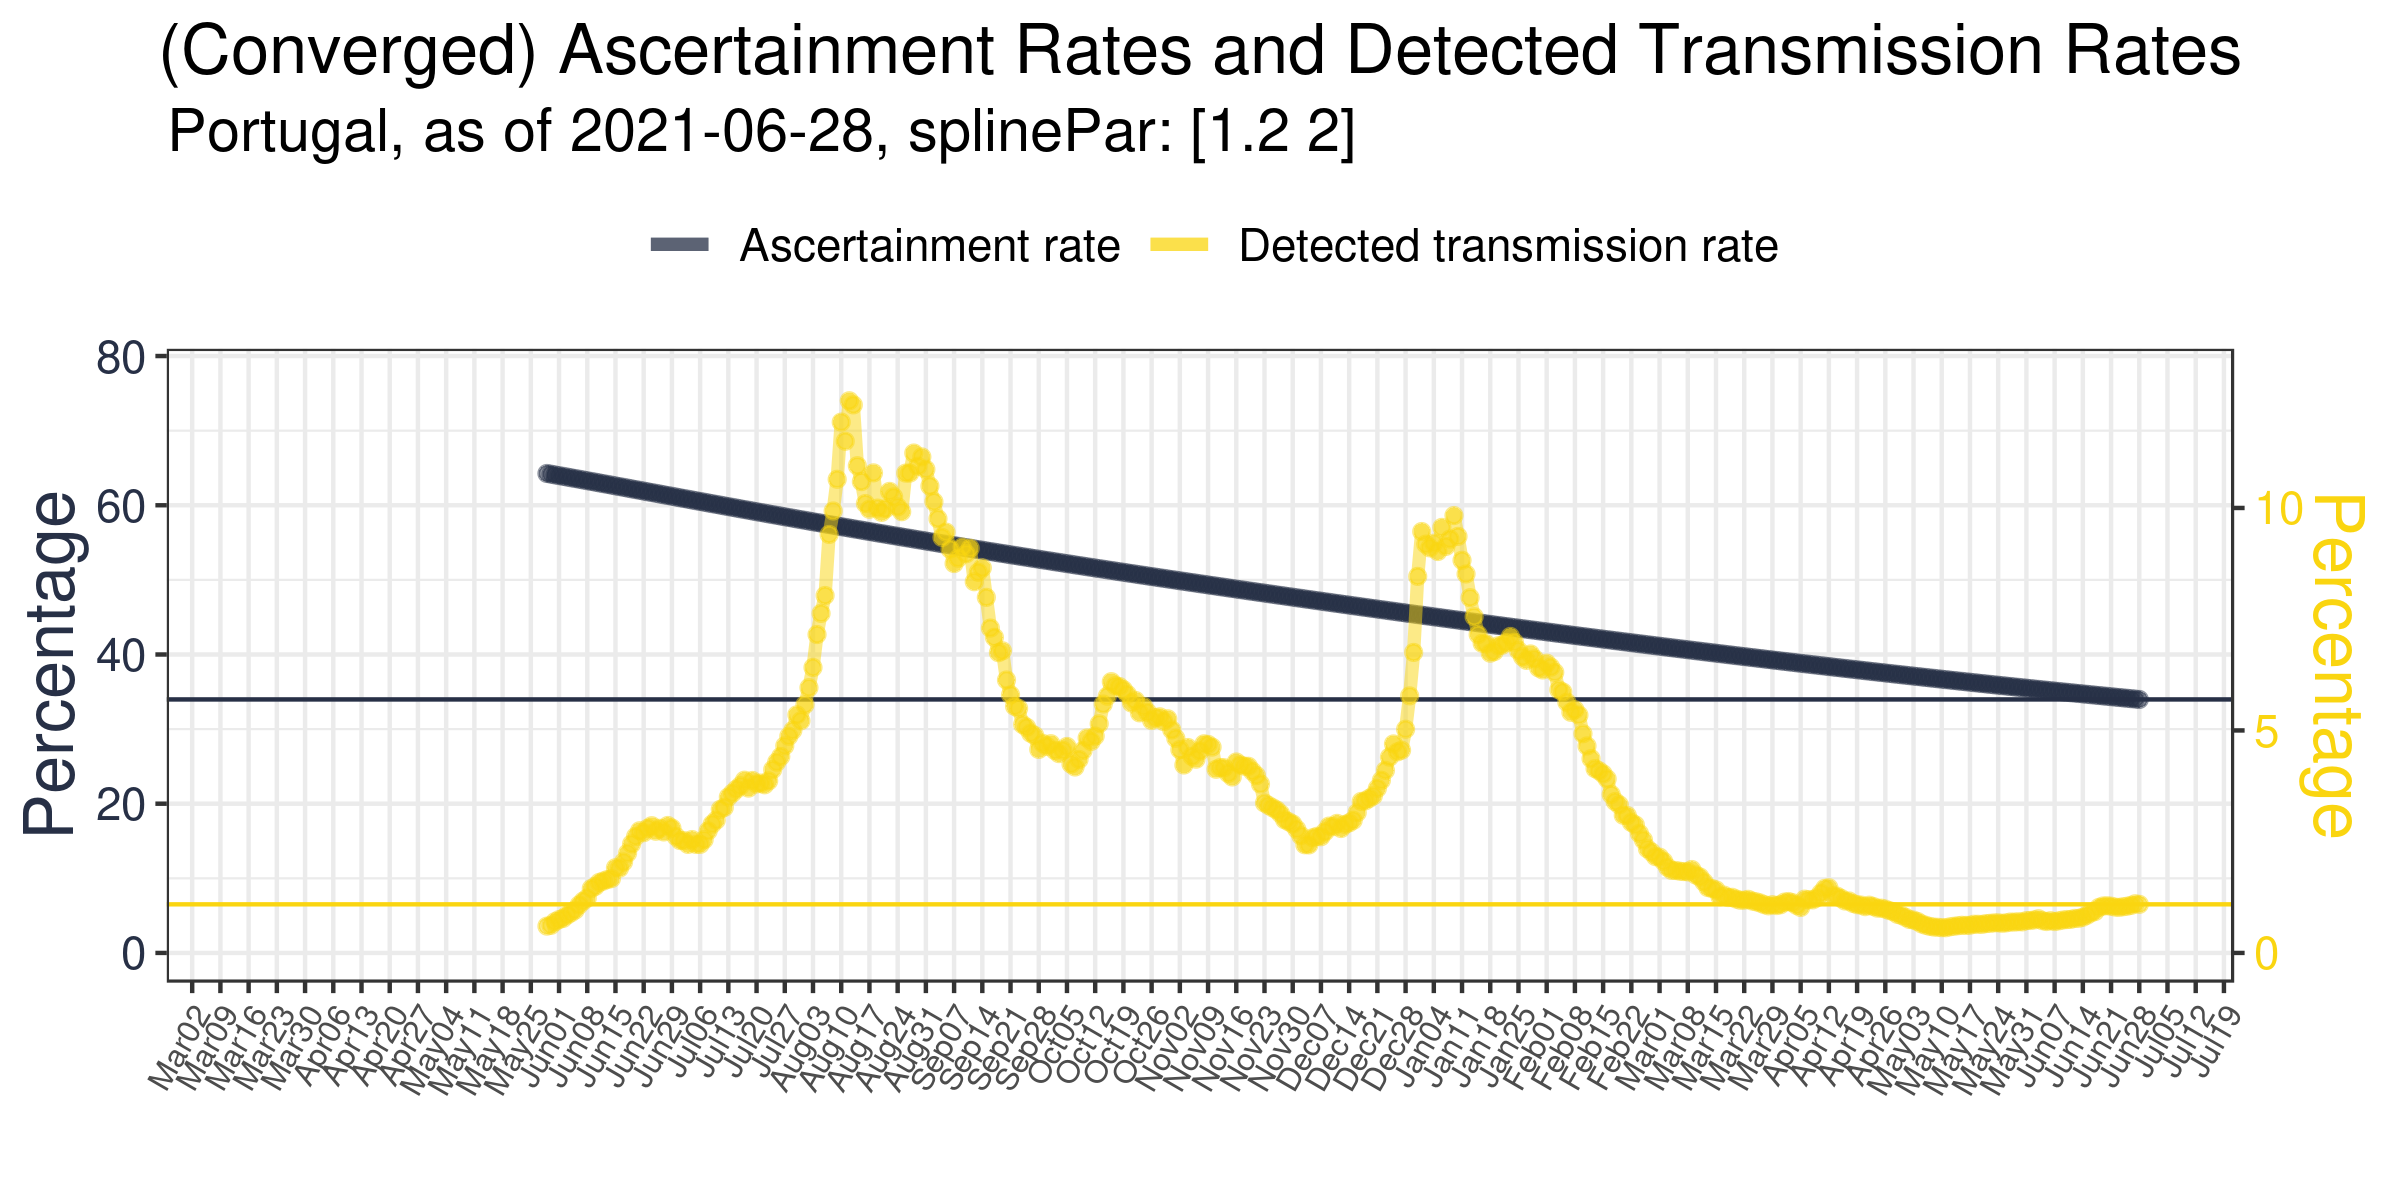 (Converged) Ascertainment Rates and Detected Transmission Rates
Portugal, as of 2021-06-28, splinePar: [1.2 2]
Ascertainment rate Detected transmission rate
Percentage
80
60
40
20
0
10
5
0
Percentage
Mar02 Mar09 Mar16 Mar23 Mar30 Apr06 Apr13 Apr20 Apr27 May04 May11 May18 May25 Jun01 Jun08 Jun15 Jun22 Jun29 Jul06 Jul13 Jul20 Jul27 Aug03 Aug10 Aug17 Aug24 Aug31 Sep07 Sep14 Sep21 Sep28 Oct05 Oct12 Oct19 Oct26 Nov02 Nov09 Nov16 Nov23 Nov30 Dec07 Dec14 Dec21 Dec28 Jan04 Jan11 Jan18 Jan25 Feb01 Feb08 Feb15 Feb22 Mar01 Mar08 Mar15 Mar22 Mar29 Apr05 Apr12 Apr19 Apr26 May03 May10 May17 May24 May31 Jun07 Jun14 Jun21 Jun28 Jul05 Jul12 Jul19